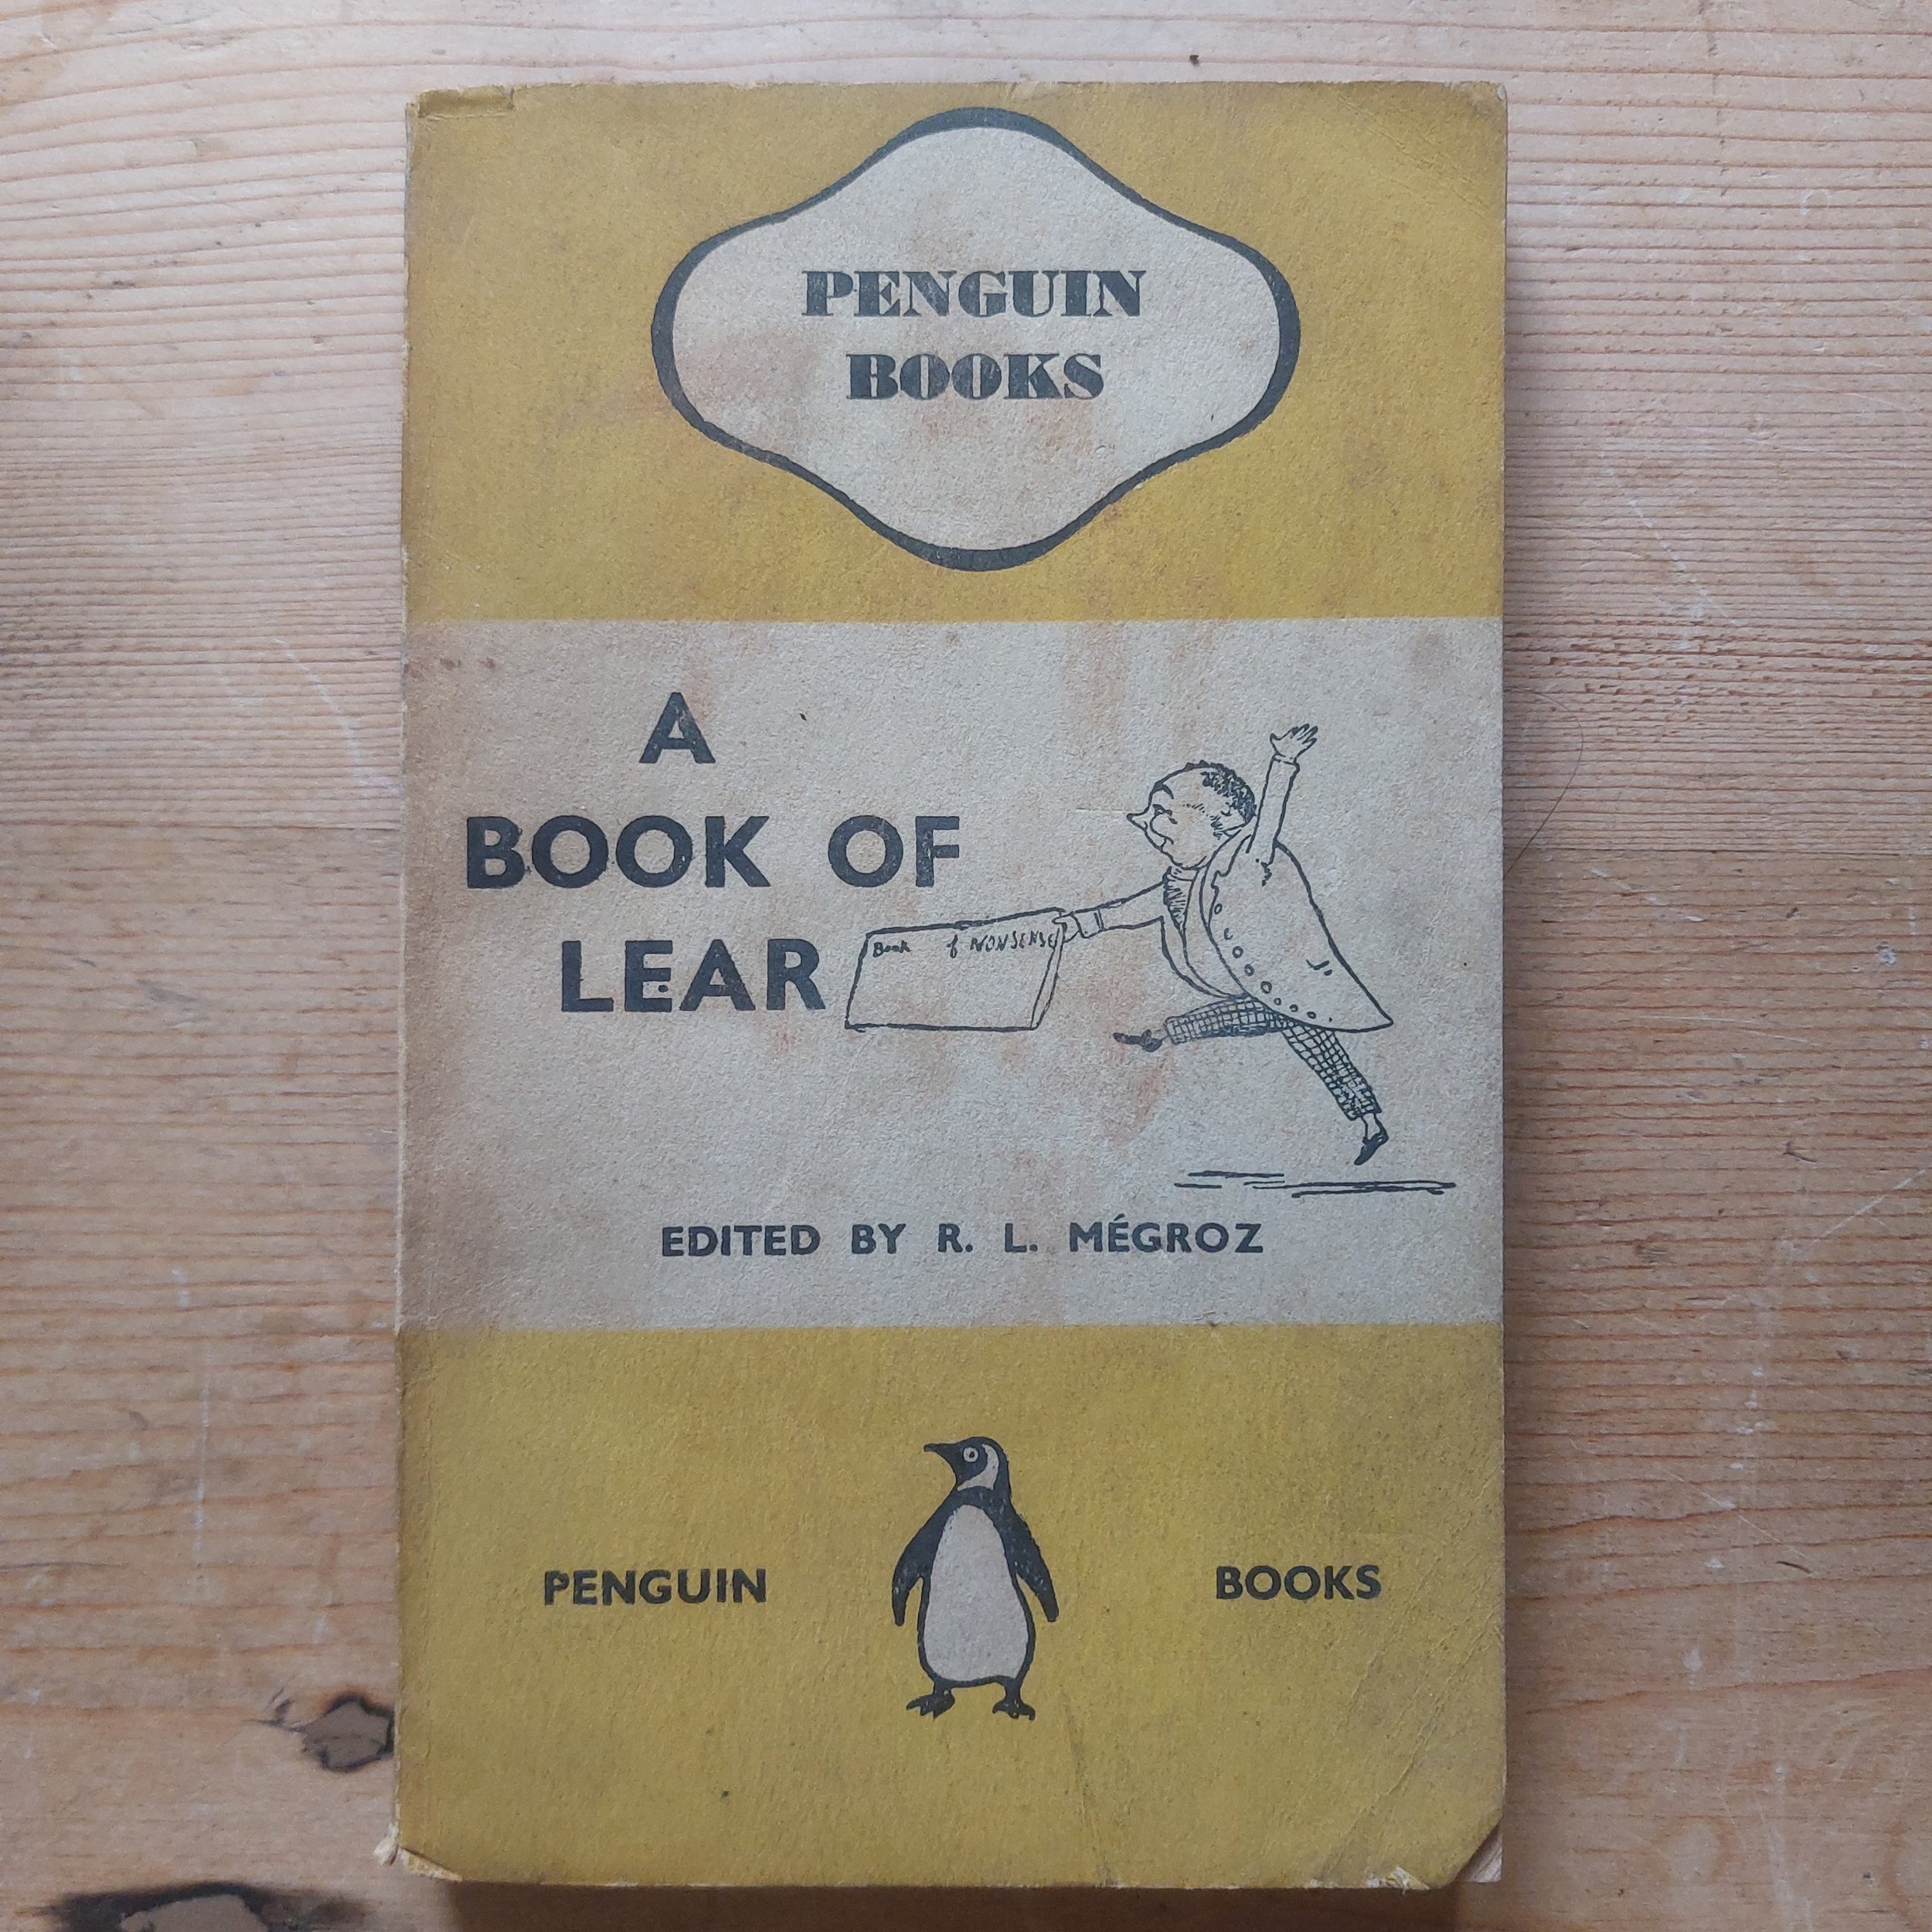 PENGUIN
BOOKS
A
BOOK OF
LEAR
Book of NONSENSE
EDITED BY R. L. MÉGROZ
PENGUIN BOOKS